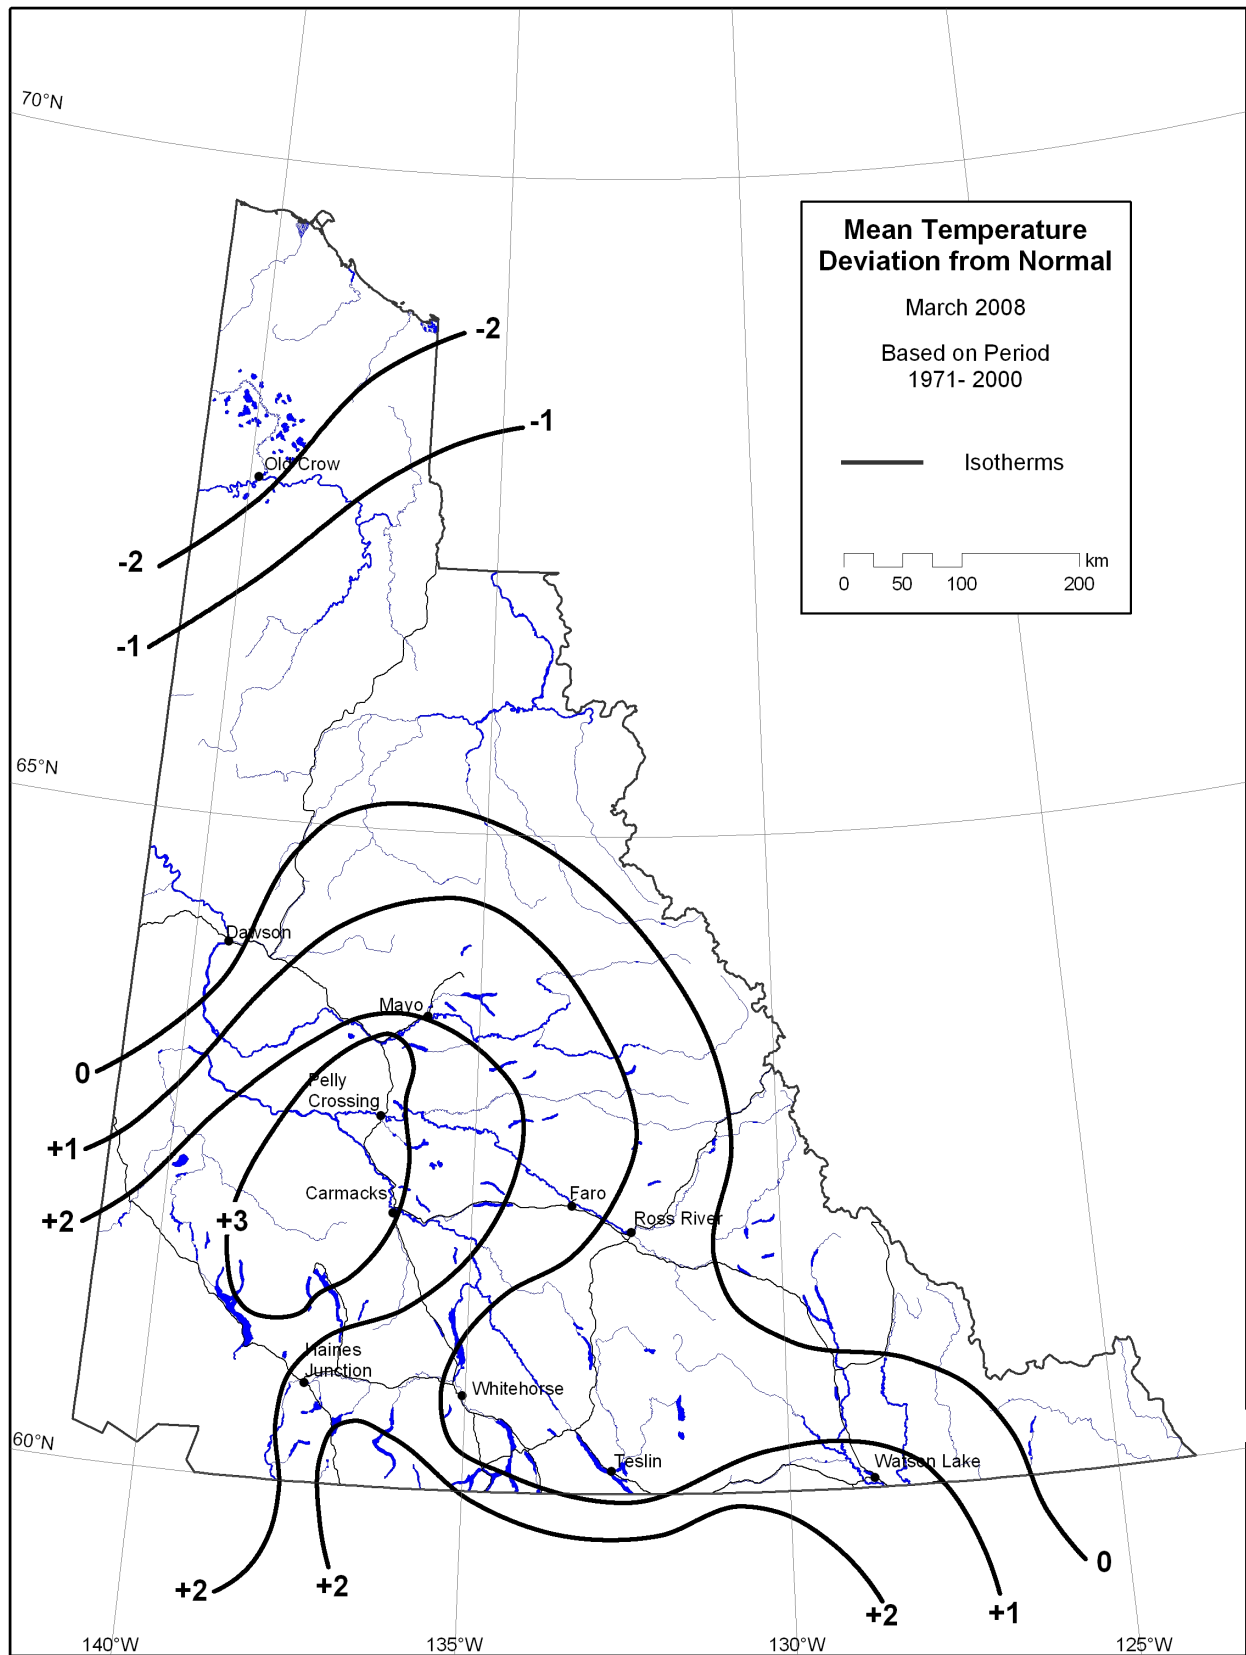 70°N
Mean Temperature
Deviation from Normal
March 2008
Based on Period
1971- 2000
Isotherms
km
0 50 100 200
-2
-1
Old Crow
-2
-1
65°N
Dawson
Mayo
0
Pelly
Crossing
+1
Carmacks
Faro
+2
+3
Ross River
Haines
Junction
Whitehorse
60°N
Teslin
Watson Lake
0
+2
+2
+2
+1
140°W
135°W
130°W
125°W